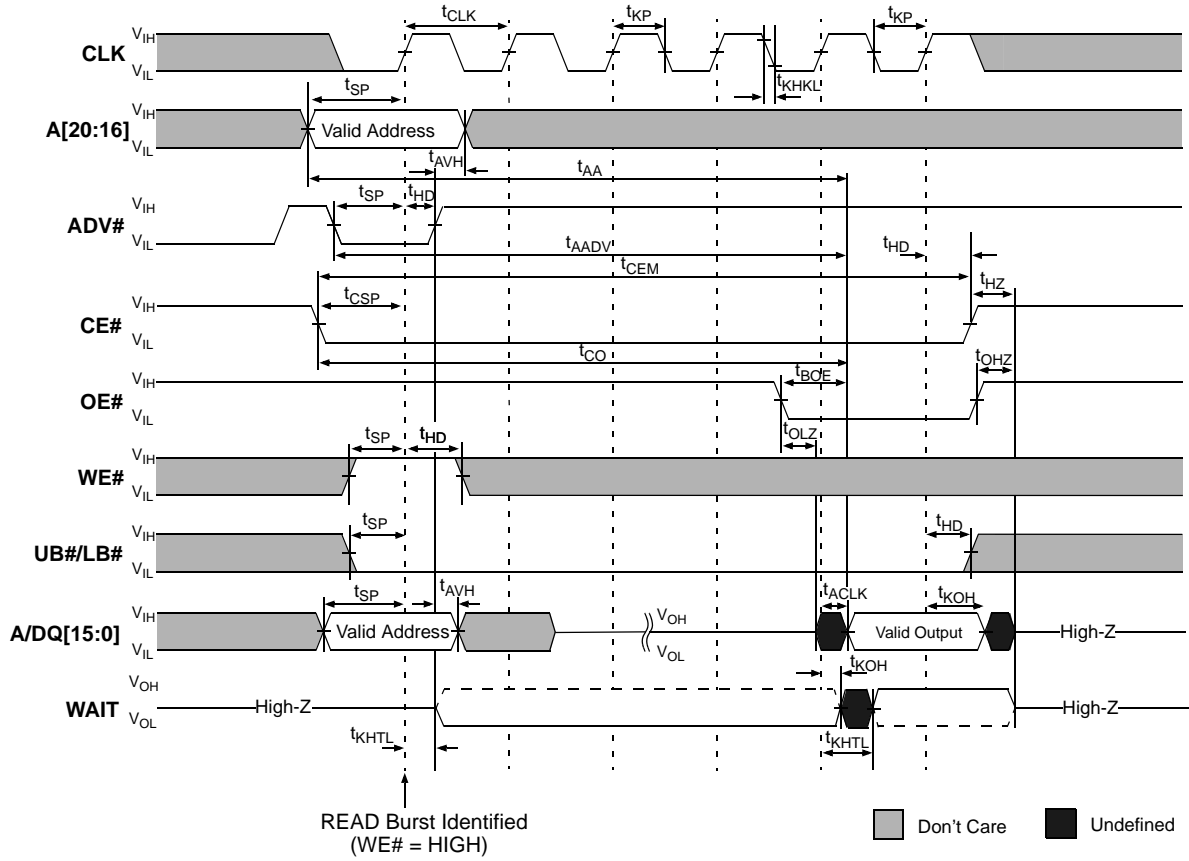 tCLK tKP tKP
VIH
CLK
VIL
tKHKL
tSP
VIH
A[20:16] Valid Address
VIL
tAVH
tAA
tSP tHD
VIH
ADV#
VIL
tAADV tHD
tCEM
tHZ
tCSP
VIH
CE#
VIL
tCO
tOHZ
tBOE
VIH
OE#
VIL
tOLZ
tSP tHD
VIH
WE#
VIL
tSP tHD
VIH
UB#/LB#
VIL
tSP tAVH tACLK tKOH
VIH
A/DQ[15:0] Valid Address VOH Valid Output High-Z
VIL VOL
tKOH
VOH
WAIT High-Z High-Z
VOL
tKHTL tKHTL
READ Burst Identified
(WE# = HIGH)
Don't Care Undefined